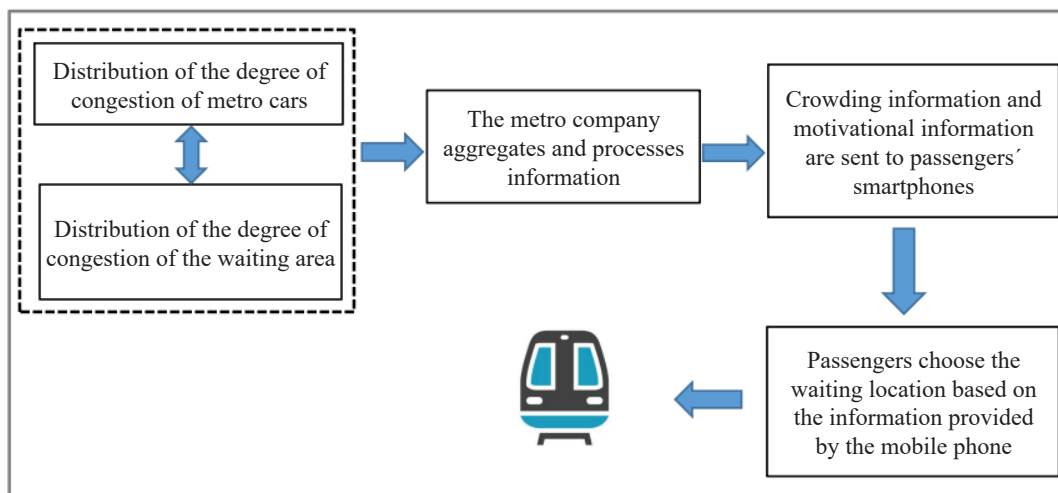 Distribution of the degree of
congestion of metro cars
Distribution of the degree of
congestion of the waiting area
The metro company
aggregates and processes
information
Crowding information and
motivational information
are sent to passengers´
smartphones
Passengers choose the
waiting location based on
the information provided
by the mobile phone